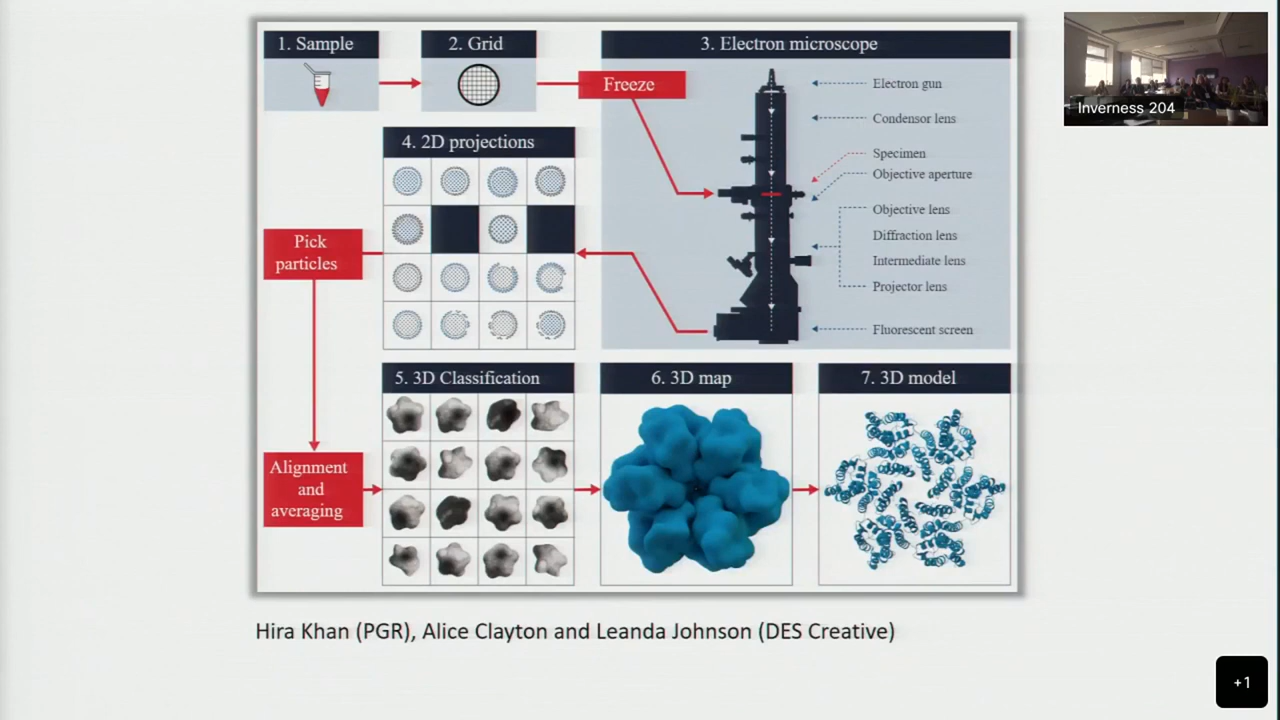 1. Sample
2. Grid
Freeze
3. Electron microscope
Electron gun
Condensor lens
Specimen
Objective aperture
Objective lens
Diffraction lens
Intermediate lens
Projector lens
Fluorescent screen
4. 2D projections
Pick
particles
Alignment
and
averaging
5. 3D Classification
6. 3D map
7. 3D model
Hira Khan (PGR), Alice Clayton and Leanda Johnson (DES Creative)
Inverness 204
+1